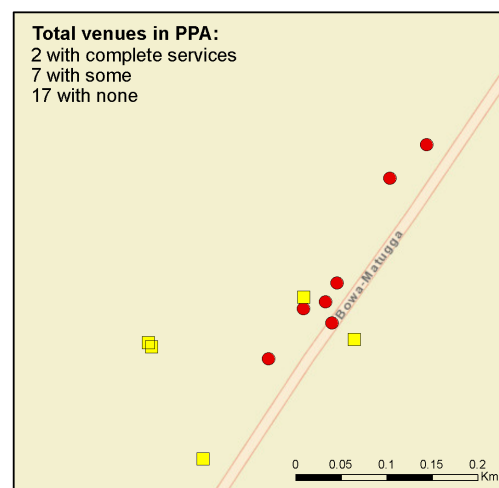 Total venues in PPA:
2 with complete services
7 with some
17 with none
Bowa-Matugga
0 0.05 0.1 0.15 0.2
Km